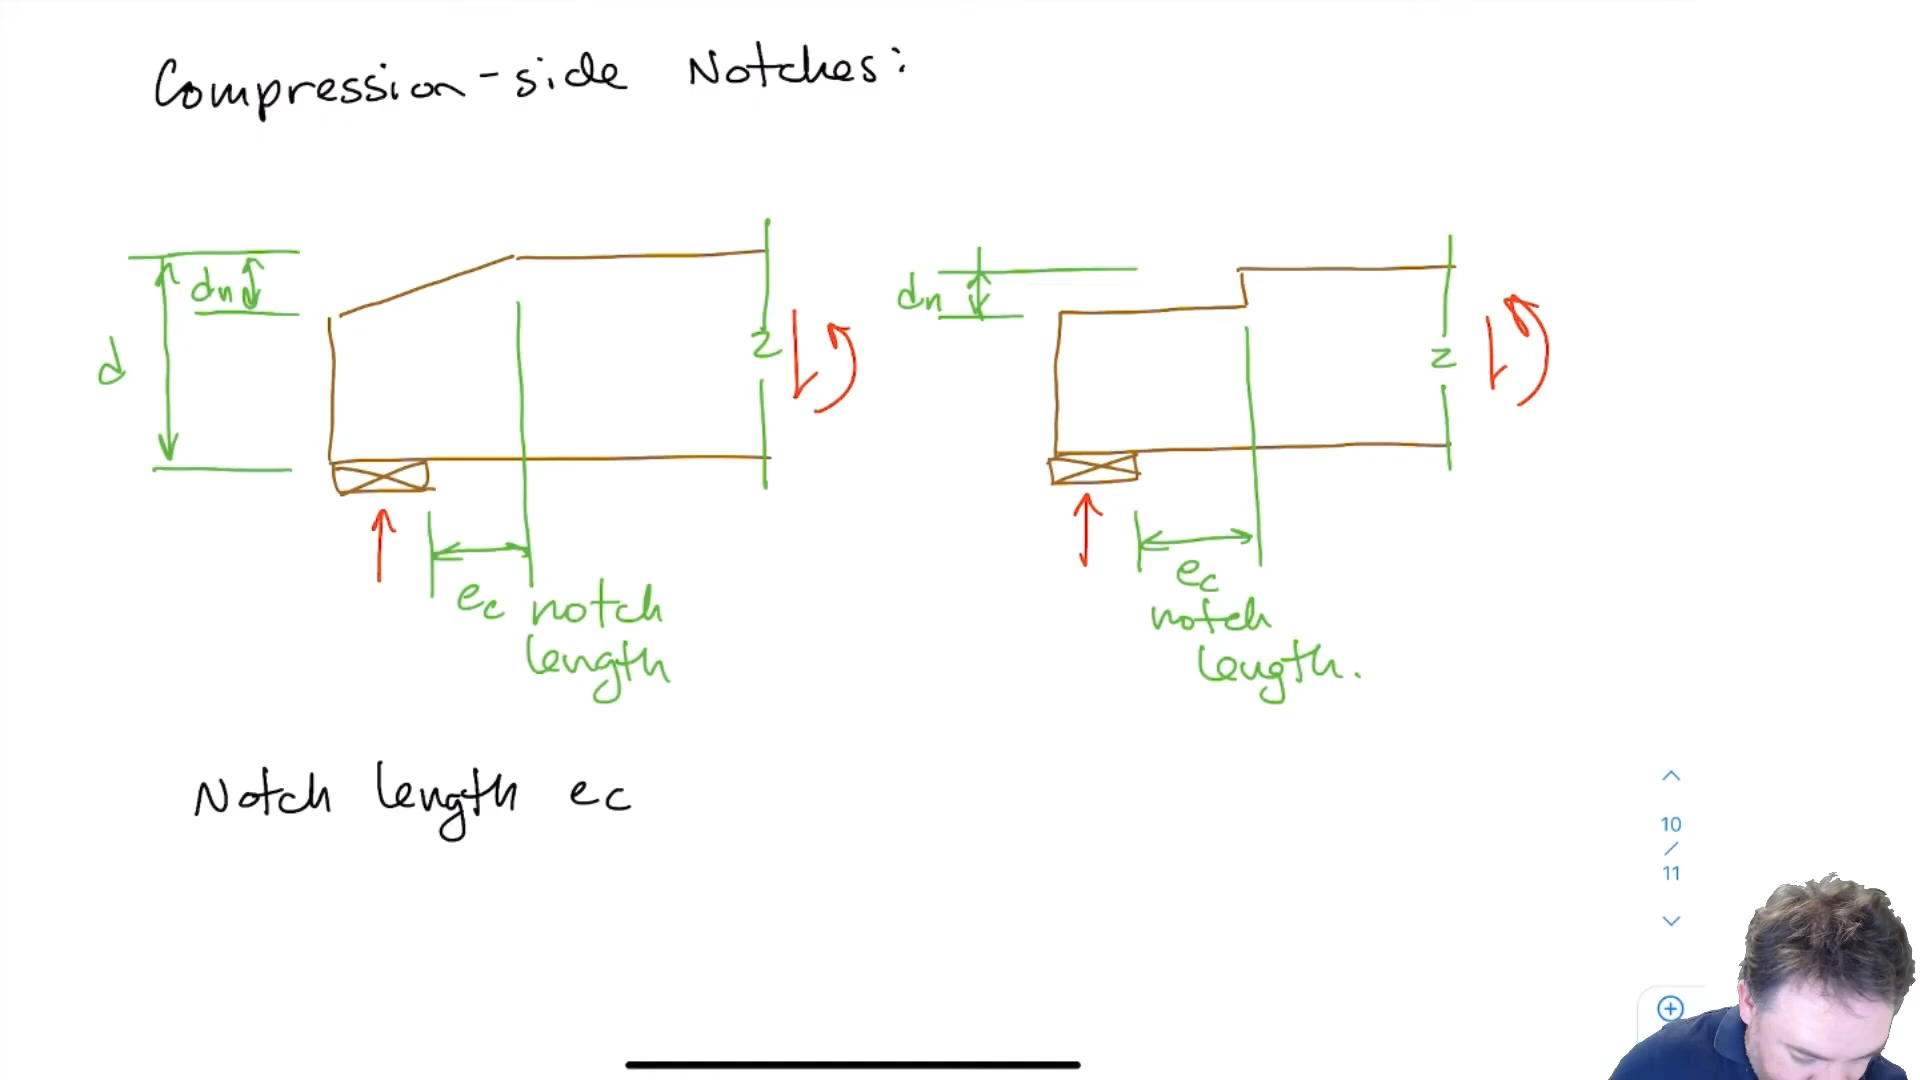 Compression-side Notches:
dn
d
ec notch
length
dn
ec
notch
length.
Notch length ec
10
/
11